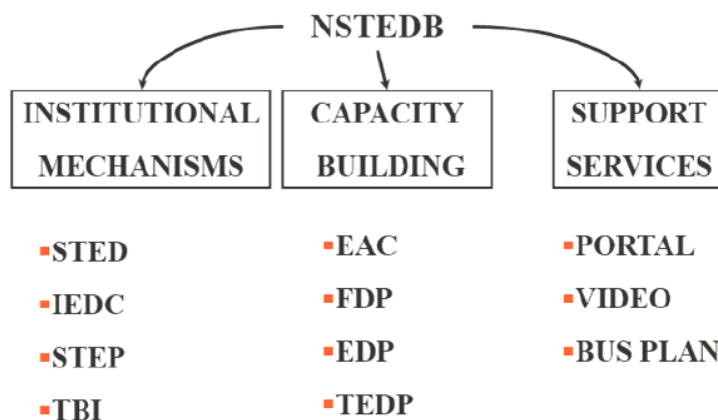 NSTEDB
INSTITUTIONAL
MECHANISMS
CAPACITY
BUILDING
SUPPORT
SERVICES
STED
IEDC
STEP
TBI
EAC
FDP
EDP
TEDP
PORTAL
VIDEO
BUS PLAN